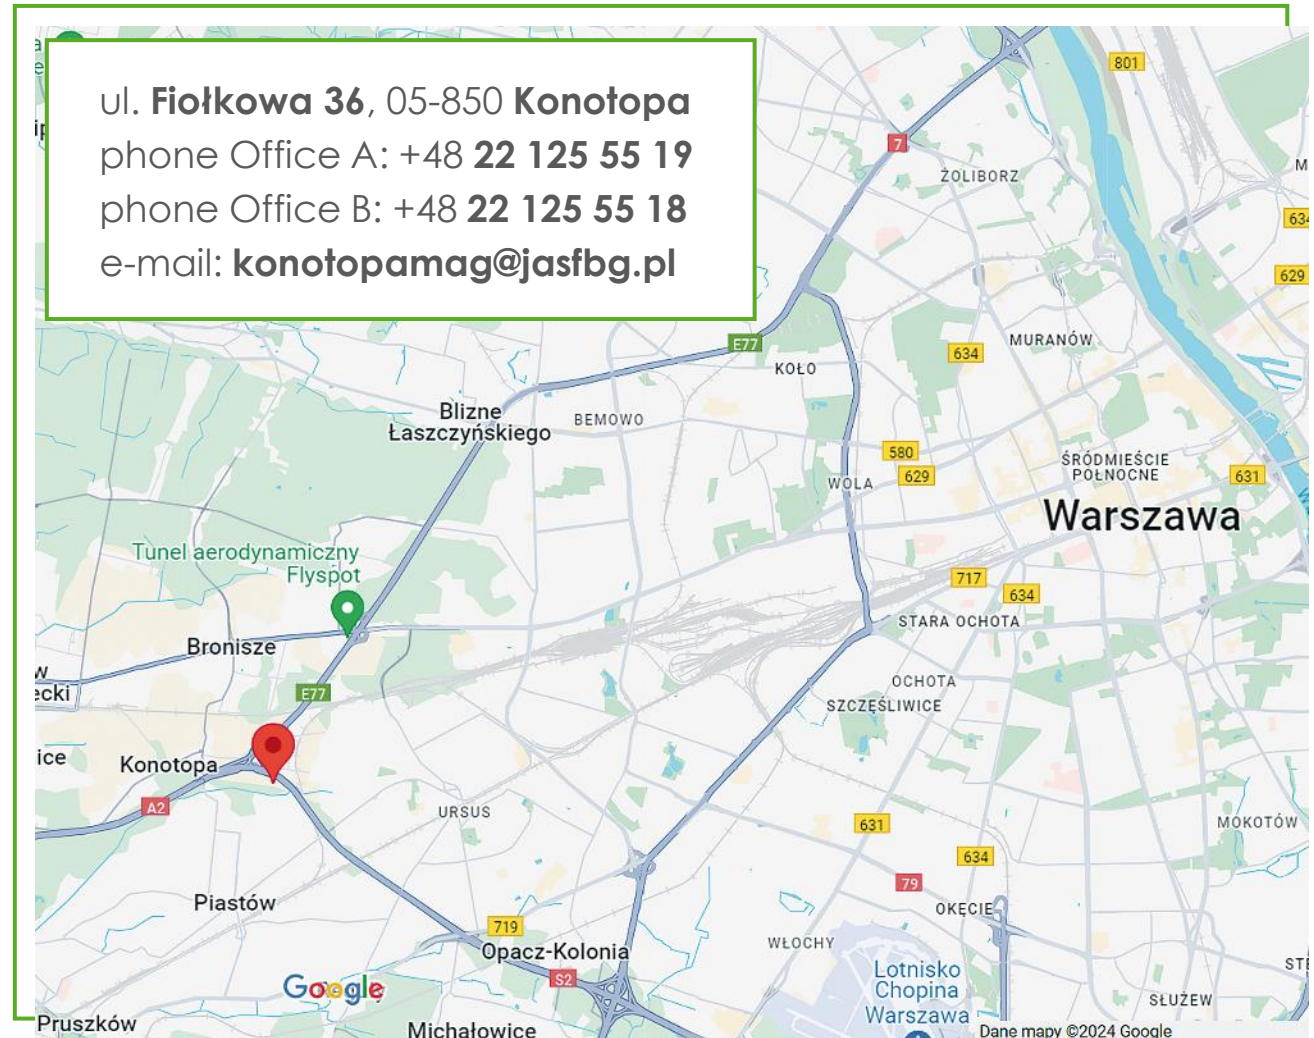 ul. Fiołkowa 36, 05-850 Konotopa
phone Office A: +48 22 125 55 19
phone Office B: +48 22 125 55 18
e-mail: konotopamag@jasfbg.pl
801
7
ŻOLIBORZ
634
629
E77
KOŁO
634
MURANÓW
Blizne
Łaszczyńskiego
BEMOWO
580
629
WOLA
ŚRÓDMIEŚCIE
PÓŁNOCNE
631
Warszawa
Tunel aerodynamiczny
Flyspot
717
634
STARA OCHOTA
Bronisze
ecki
E77
OCHOTA
SZCZĘŚLIWICE
ice
Konotopa
A2
URSUS
631
634
MOKOTÓW
79
Piastów
OKĘCIE
719
Opacz-Kolonia
WŁOCHY
S2
Google
Lotnisko
Chopina
Warszawa
STE
SŁUŻEW
Pruszków
Michałowice
Dane mapy ©2024 Google